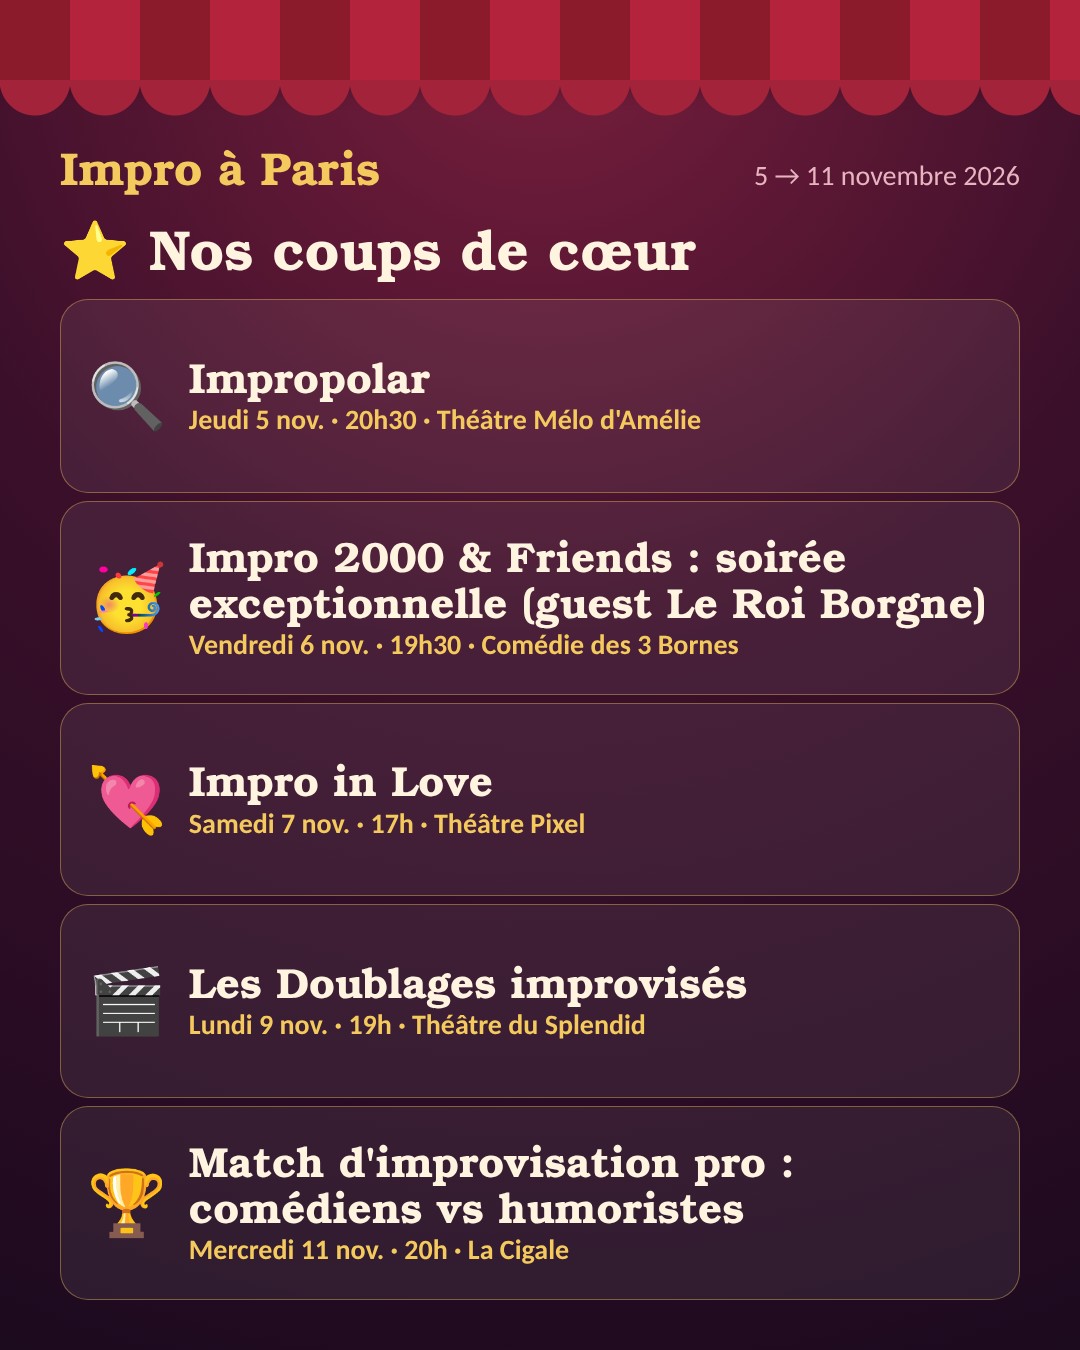 Impro à Paris
5 → 11 novembre 2026
Nos coups de cœur
Impropolar
Jeudi 5 nov. · 20h30 · Théâtre Mélo d'Amélie
Impro 2000 & Friends : soirée
exceptionnelle (guest Le Roi Borgne)
Vendredi 6 nov. · 19h30 · Comédie des 3 Bornes
Impro in Love
Samedi 7 nov. · 17h · Théâtre Pixel
Les Doublages improvisés
Lundi 9 nov. · 19h · Théâtre du Splendid
Match d'improvisation pro :
comédiens vs humoristes
Mercredi 11 nov. · 20h · La Cigale